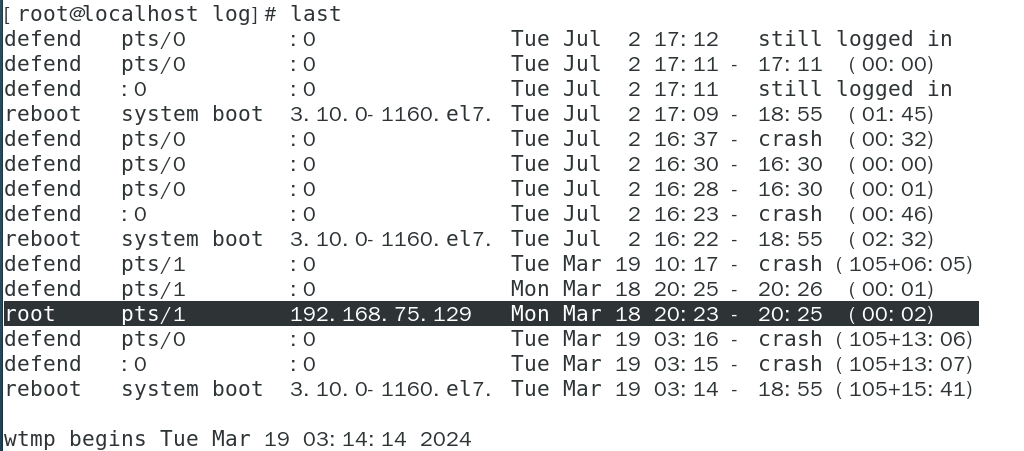 [root@localhost log]# last
defend   pts/0        :0               Tue Jul  2 17:12   still logged in
defend   pts/0        :0               Tue Jul  2 17:11 - 17:11  (00:00)
defend   :0           :0               Tue Jul  2 17:11   still logged in
reboot   system boot  3.10.0-1160.el7. Tue Jul  2 17:09 - 18:55  (01:45)
defend   pts/0        :0               Tue Jul  2 16:37 - crash  (00:32)
defend   pts/0        :0               Tue Jul  2 16:30 - 16:30  (00:00)
defend   pts/0        :0               Tue Jul  2 16:28 - 16:30  (00:01)
defend   :0           :0               Tue Jul  2 16:23 - crash  (00:46)
reboot   system boot  3.10.0-1160.el7. Tue Jul  2 16:22 - 18:55  (02:32)
defend   pts/1        :0               Tue Mar 19 10:17 - crash (105+06:05)
defend   pts/1        :0               Mon Mar 18 20:25 - 20:26  (00:01)
root     pts/1        192.168.75.129   Mon Mar 18 20:23 - 20:25  (00:02)
defend   pts/0        :0               Tue Mar 19 03:16 - crash (105+13:06)
defend   :0           :0               Tue Mar 19 03:15 - crash (105+13:07)
reboot   system boot  3.10.0-1160.el7. Tue Mar 19 03:14 - 18:55 (105+15:41)
wtmp begins Tue Mar 19 03:14:14 2024